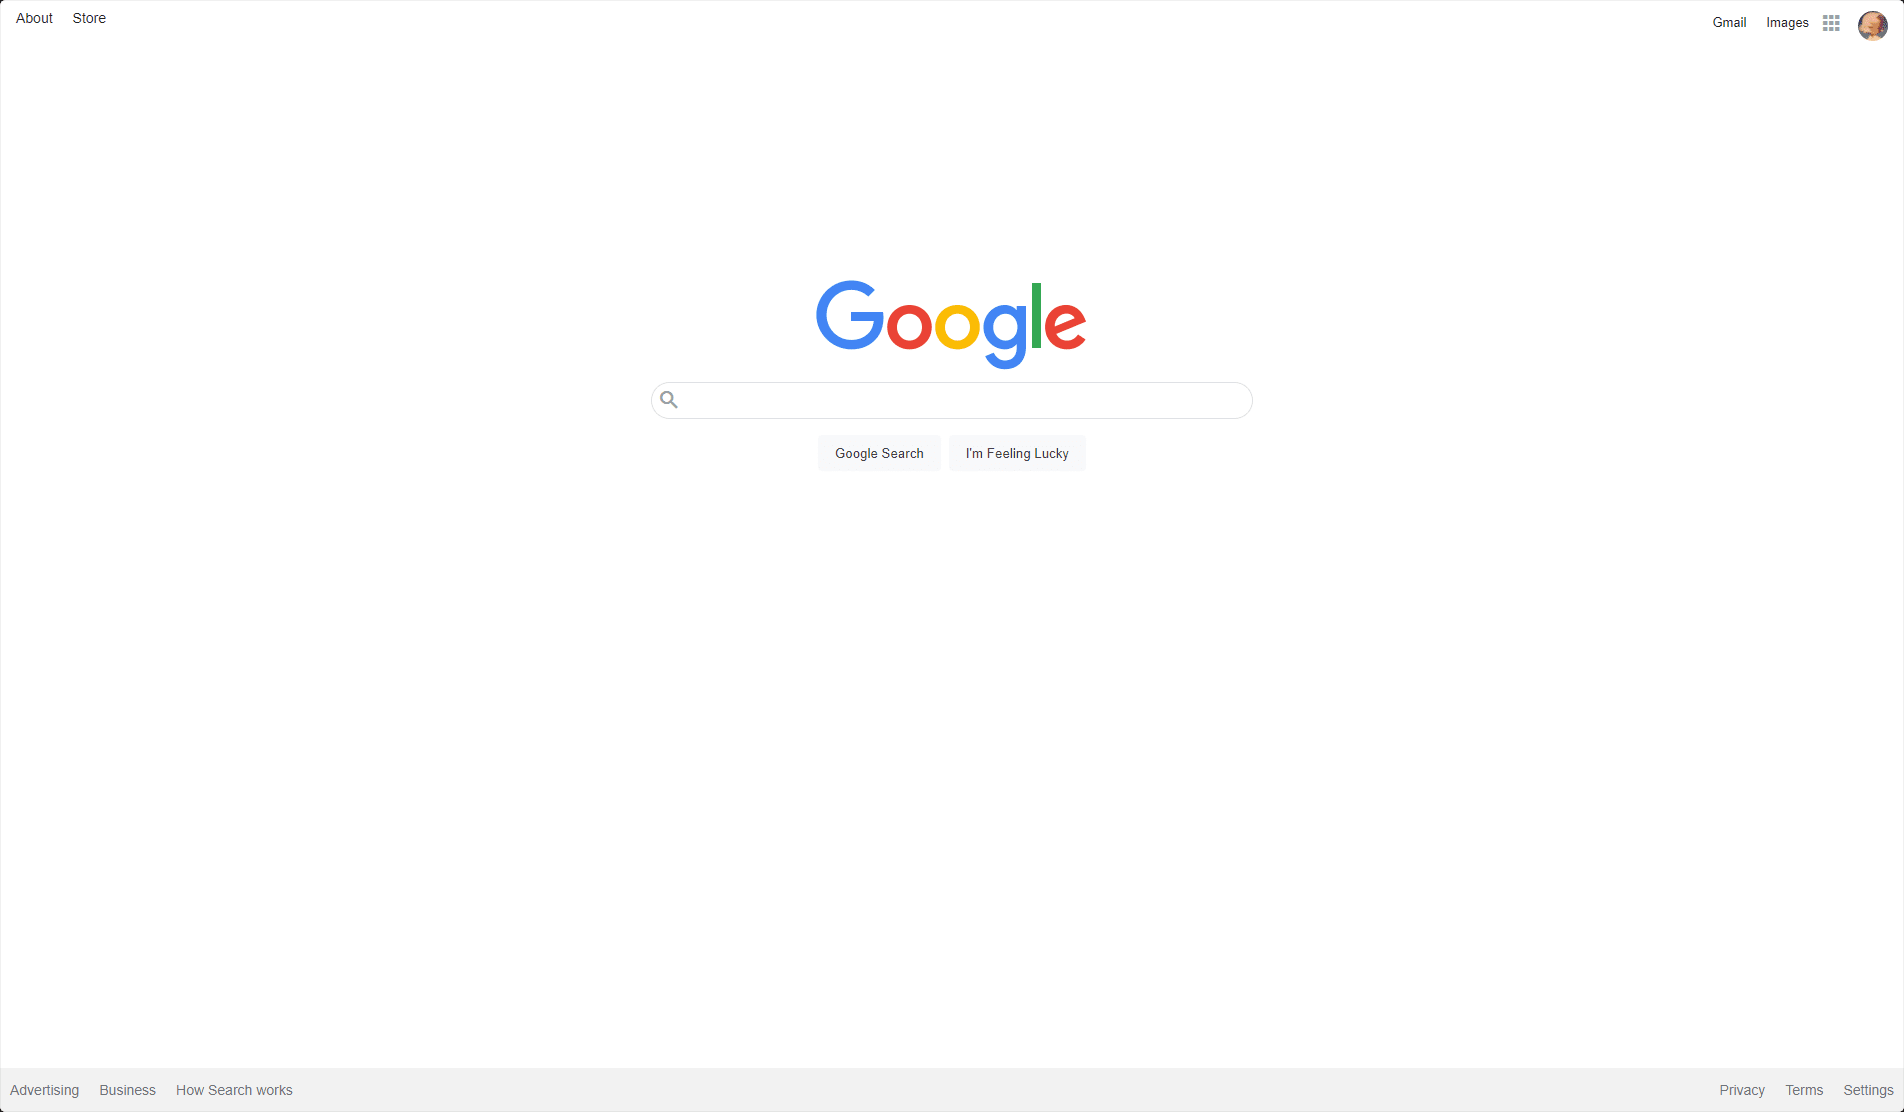 About Store Gmail Images
Google
Google Search I'm Feeling Lucky
Advertising Business How Search works Privacy Terms Settings